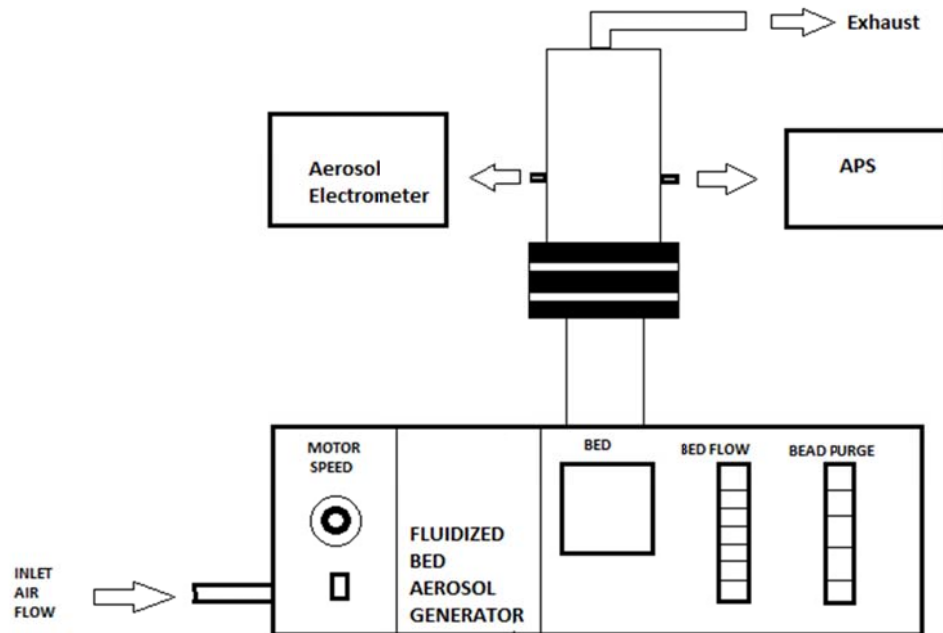 Exhaust
Aerosol
Electrometer
APS
MOTOR
SPEED
BED
BED FLOW
BEAD PURGE
FLUIDIZED
BED
AEROSOL
GENERATOR
INLET
AIR
FLOW